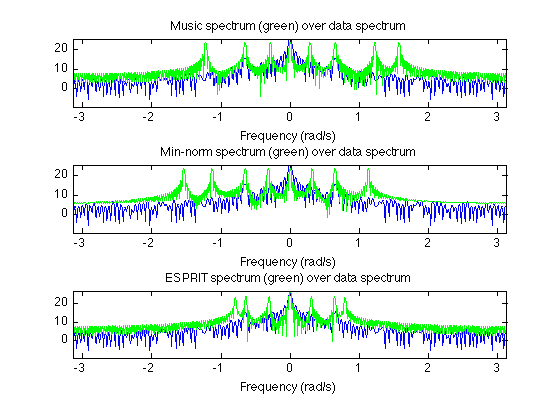 Music spectrum (green) over data spectrum
20
10
0
-3 -2 -1 0 1 2 3
Frequency (rad/s)
Min-norm spectrum (green) over data spectrum
20
10
0
-3 -2 -1 0 1 2 3
Frequency (rad/s)
ESPRIT spectrum (green) over data spectrum
20
10
0
-3 -2 -1 0 1 2 3
Frequency (rad/s)